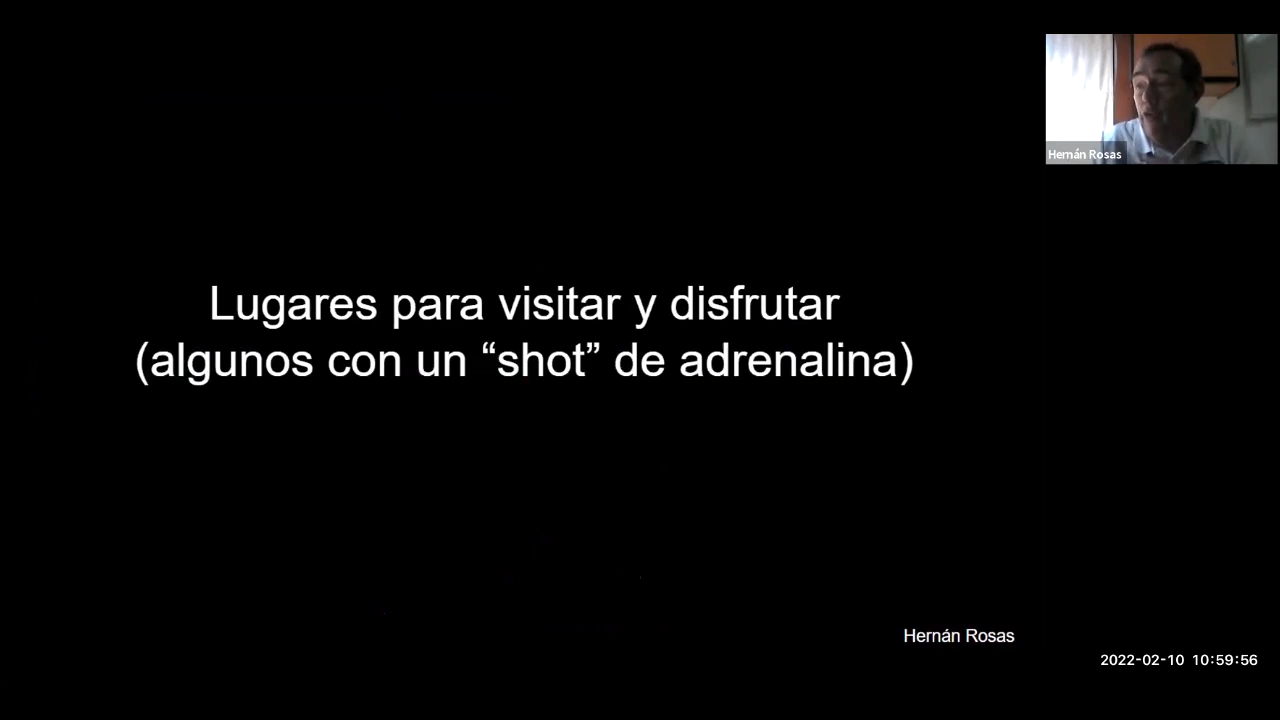 Hernán Rosas
Lugares para visitar y disfrutar
(algunos con un “shot” de adrenalina)
Hernán Rosas
2022-02-10 10:59:56